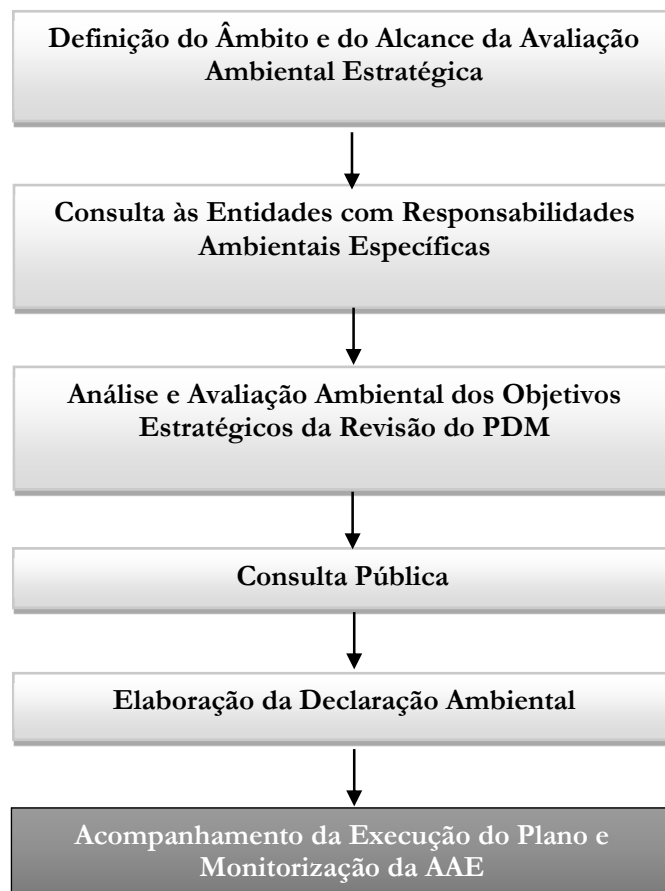 Definição do Âmbito e do Alcance da Avaliação
Ambiental Estratégica
Consulta às Entidades com Responsabilidades
Ambientais Específicas
Análise e Avaliação Ambiental dos Objetivos
Estratégicos da Revisão do PDM
Consulta Pública
Elaboração da Declaração Ambiental
Acompanhamento da Execução do Plano e
Monitorização da AAE